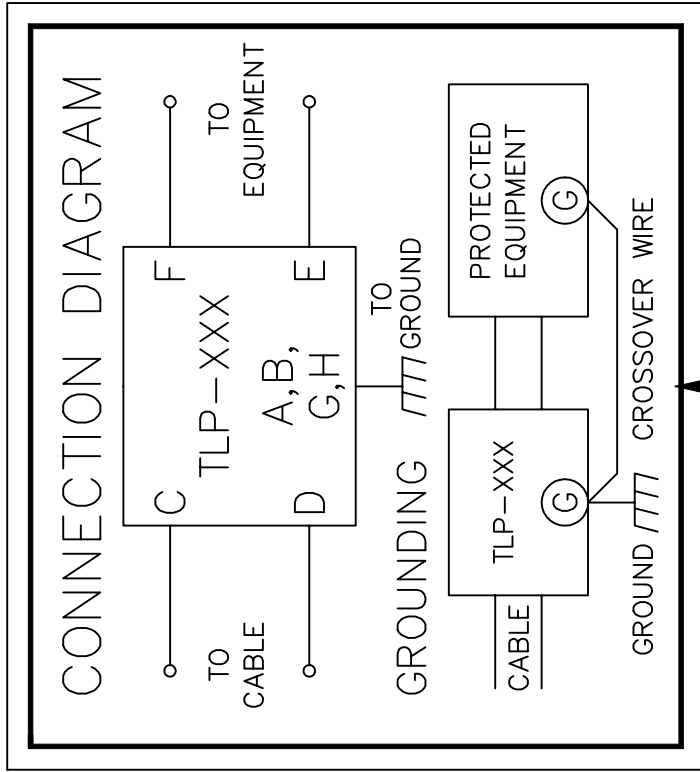 CONNECTION DIAGRAM
C
F
TLP-XXX
TO
CABLE
A,B,
G,H
TO
EQUIPMENT
D
E
TO
GROUND
GROUNDING
CABLE
TLP-XXX
G
PROTECTED
EQUIPMENT
G
GROUND
CROSSOVER WIRE